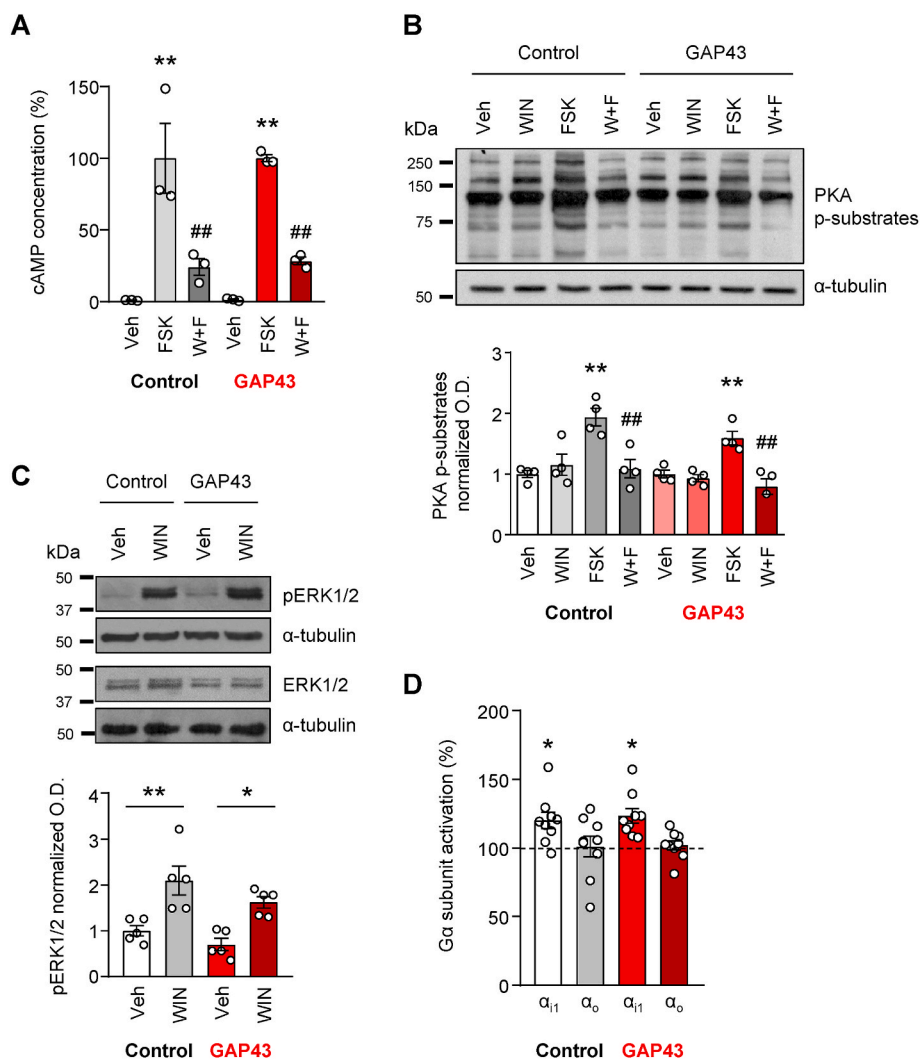 A
cAMP concentration (%)
150
100
50
0
**
##
**
##
Veh
FSK
W+F
Veh
FSK
W+F
Control
GAP43
B
Control
GAP43
kDa
Veh
WIN
FSK
W+F
Veh
WIN
FSK
W+F
250
150
75
PKA
p-substrates
50
α-tubulin
PKA p-substrates
normalized O.D.
3
2
1
0
**
##
**
##
Veh
WIN
FSK
W+F
Veh
WIN
FSK
W+F
Control
GAP43
C
Control
GAP43
kDa
Veh
WIN
Veh
WIN
50
37
pERK1/2
50
α-tubulin
50
37
ERK1/2
50
α-tubulin
pERK1/2 normalized O.D.
4
3
2
1
0
**
*
Veh
WIN
Veh
WIN
Control
GAP43
D
Gα subunit activation (%)
200
150
100
50
0
*
*
αi1
αo
αi1
αo
Control
GAP43